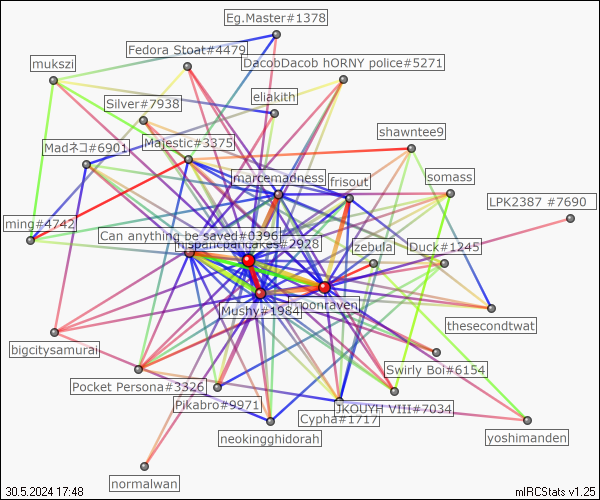 Eg.Master#1378
Fedora Stoat#4479
DacobDacob hORNY police#5271
mukszi
eliakith
Silver#7938
shawntee9
Majestic#3375
Madネコ#6901
marcemadness
frisout
somass
LPK2387 #7690
ming#4742
Can anything be saved#0396
hispanicpancakes#2928
zebula
Duck#1245
Mushy#1984
moonraven
thesecondtwat
bigcitysamurai
Swirly Boi#6154
Pocket Persona#3326
Pikabro#9971
JKOUYH VIII#7034
Cypha#1717
neokingghidorah
yoshimanden
normalwan
30.5.2024 17:48
mIRCStats v1.25